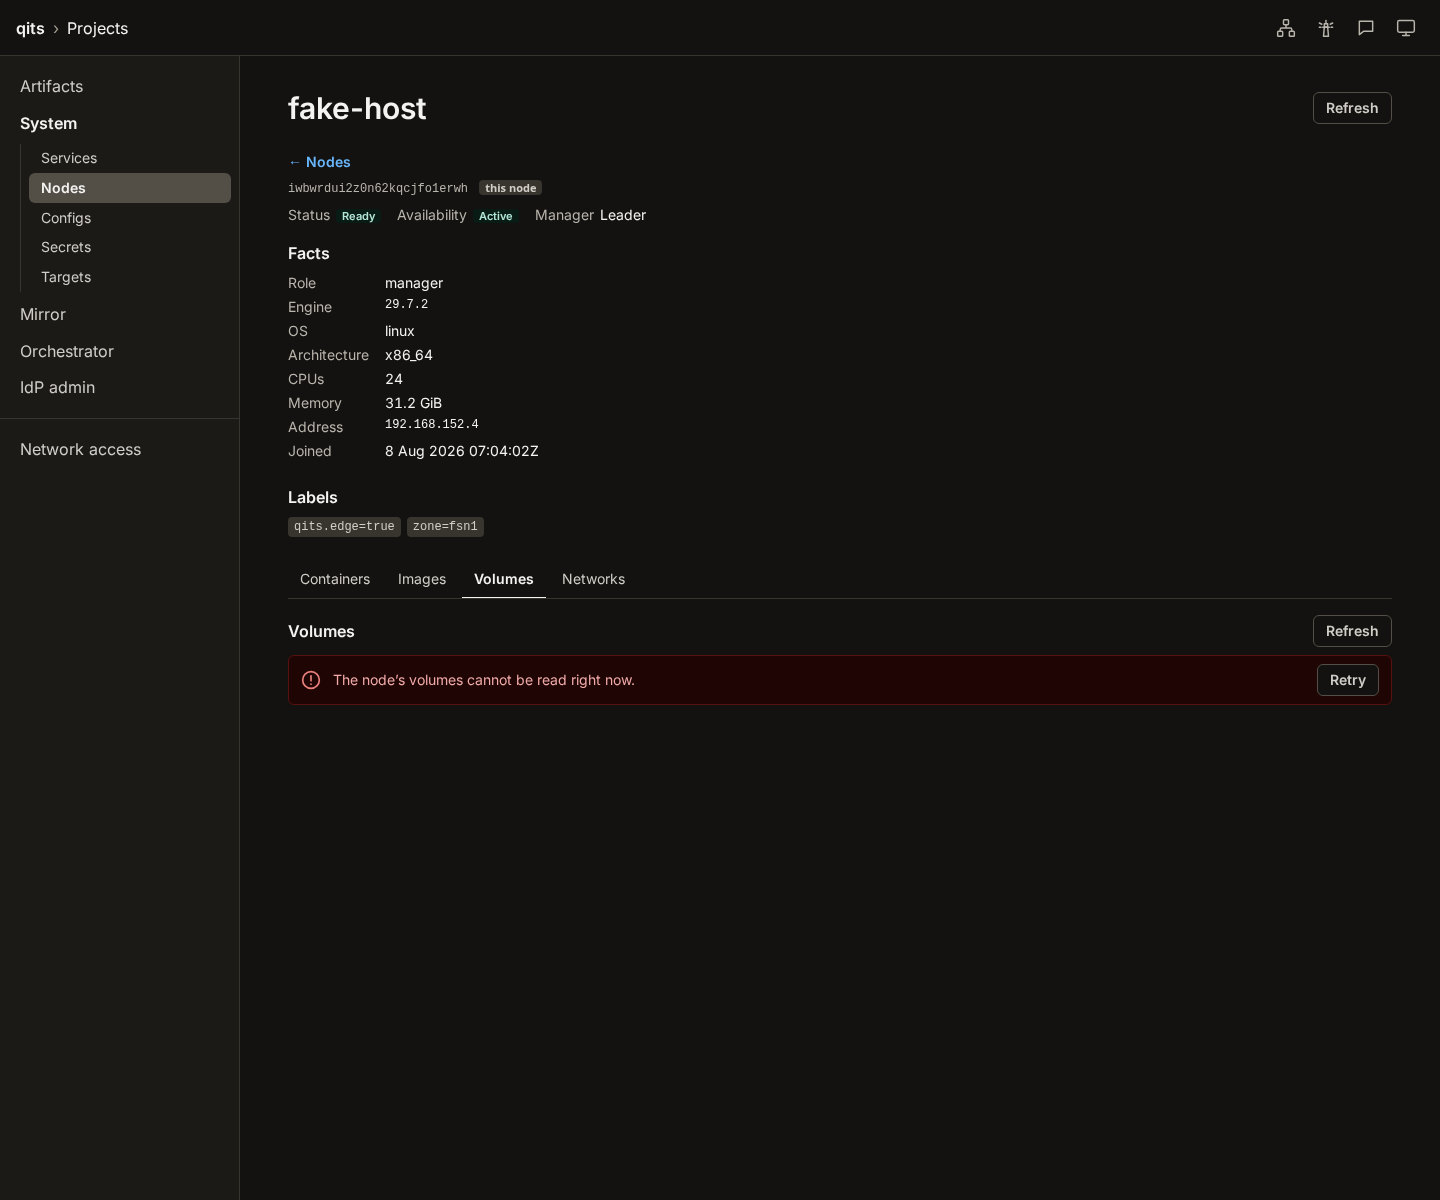 qits › Projects
Artifacts
System
Services
Nodes
Configs
Secrets
Targets
Mirror
Orchestrator
IdP admin
Network access
fake-host
Refresh
← Nodes
iwbwrdui2z0n62kqcjfo1erwh this node
Status Ready Availability Active Manager Leader
Facts
Role manager
Engine 29.7.2
OS linux
Architecture x86_64
CPUs 24
Memory 31.2 GiB
Address 192.168.152.4
Joined 8 Aug 2026 07:04:02Z
Labels
qits.edge=true zone=fsn1
Containers Images Volumes Networks
Volumes Refresh
The node’s volumes cannot be read right now. Retry